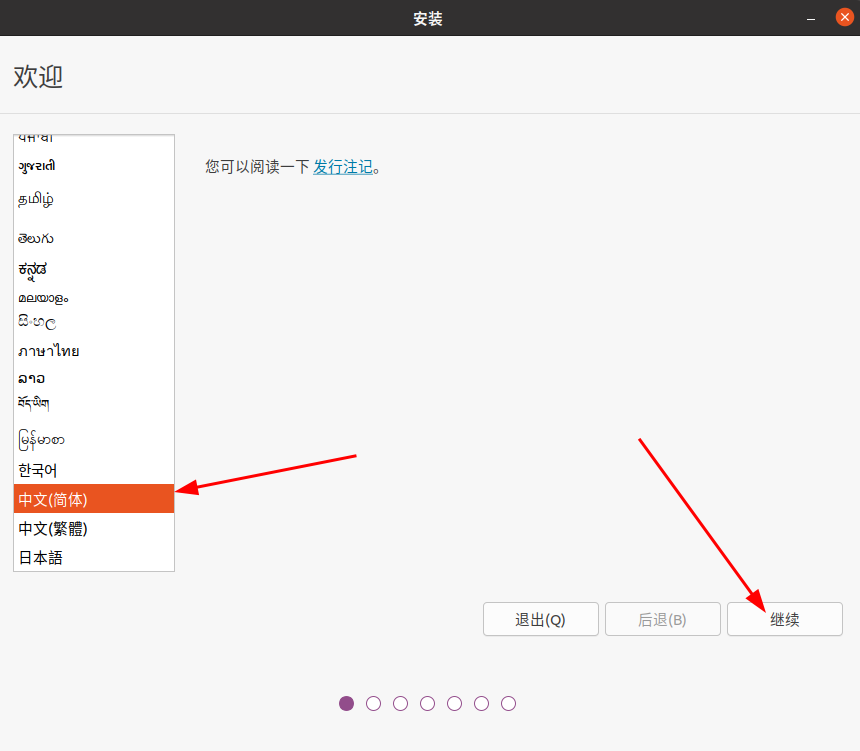 安装
欢迎
ગુજરાતી
தமிழ்
తెలుగు
ಕನ್ನಡ
മലയാളം
සිංහල
ภาษาไทย
ລາວ
བོད་ཡིག
မြန်မာစာ
한국어
中文(简体)
中文(繁體)
日本語
您可以阅读一下 发行注记。
退出(Q)
后退(B)
继续